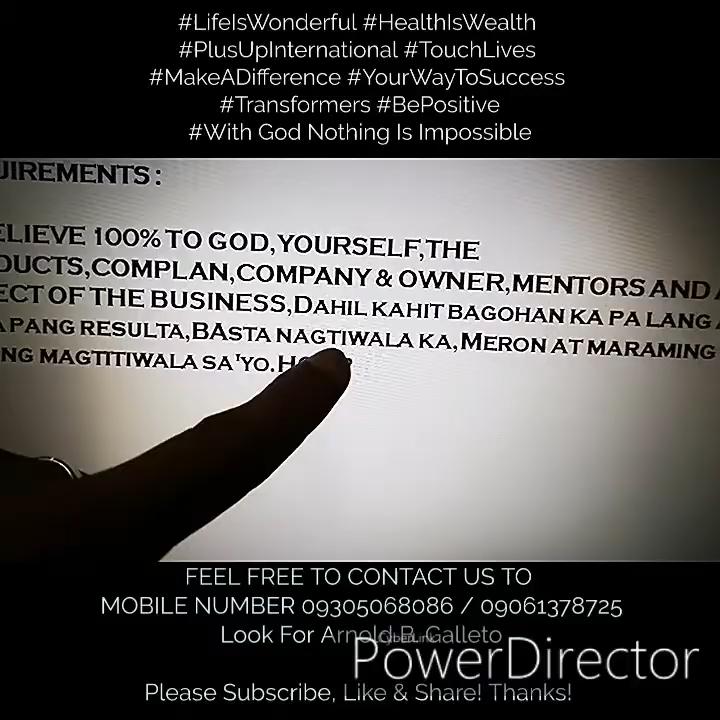 #LifeIsWonderful #HealthIsWealth
#PlusUpInternational #TouchLives
#MakeADifference #YourWayToSuccess
#Transformers #BePositive
#With God Nothing Is Impossible
UIREMENTS:
ELIEVE 100% TO GOD,YOURSELF,THE
DUCTS,COMPLAN,COMPANY & OWNER,MENTORS AND A
ECT OF THE BUSINESS,DAHIL KAHIT BAGOHAN KA PA LANG A
A PANG RESULTA,BASTA NAGTIWALA KA,MERON AT MARAMING
NG MAGTITIWALA SA'YO.
FEEL FREE TO CONTACT US TO
MOBILE NUMBER 09305068086 / 09061378725
Look For Arnold B. Galleto
CyberLink
PowerDirector
Please Subscribe, Like & Share! Thanks!